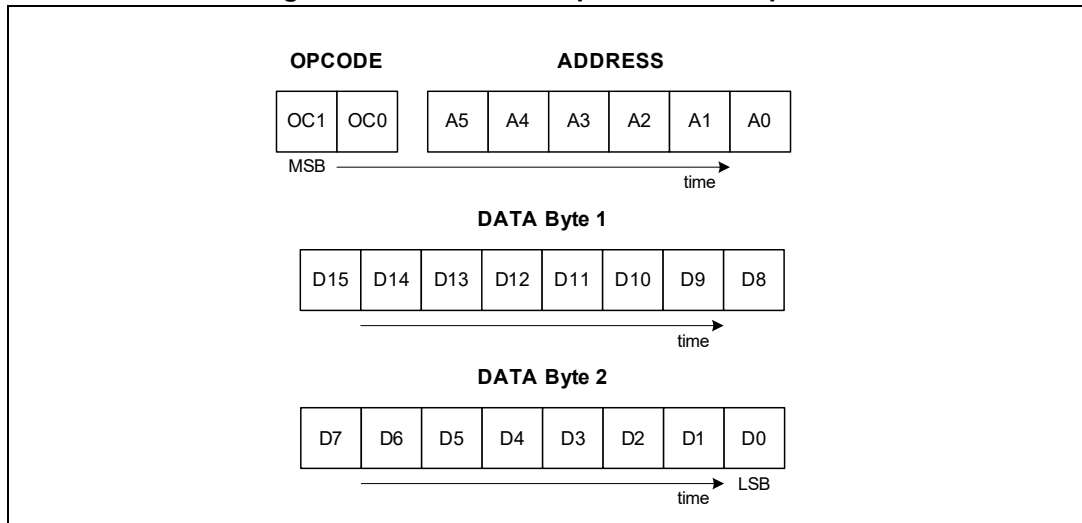 OPCODE ADDRESS
OC1 OC0 A5 A4 A3 A2 A1 A0
MSB
time
DATA Byte 1
D15 D14 D13 D12 D11 D10 D9 D8
time
DATA Byte 2
D7 D6 D5 D4 D3 D2 D1 D0
time LSB